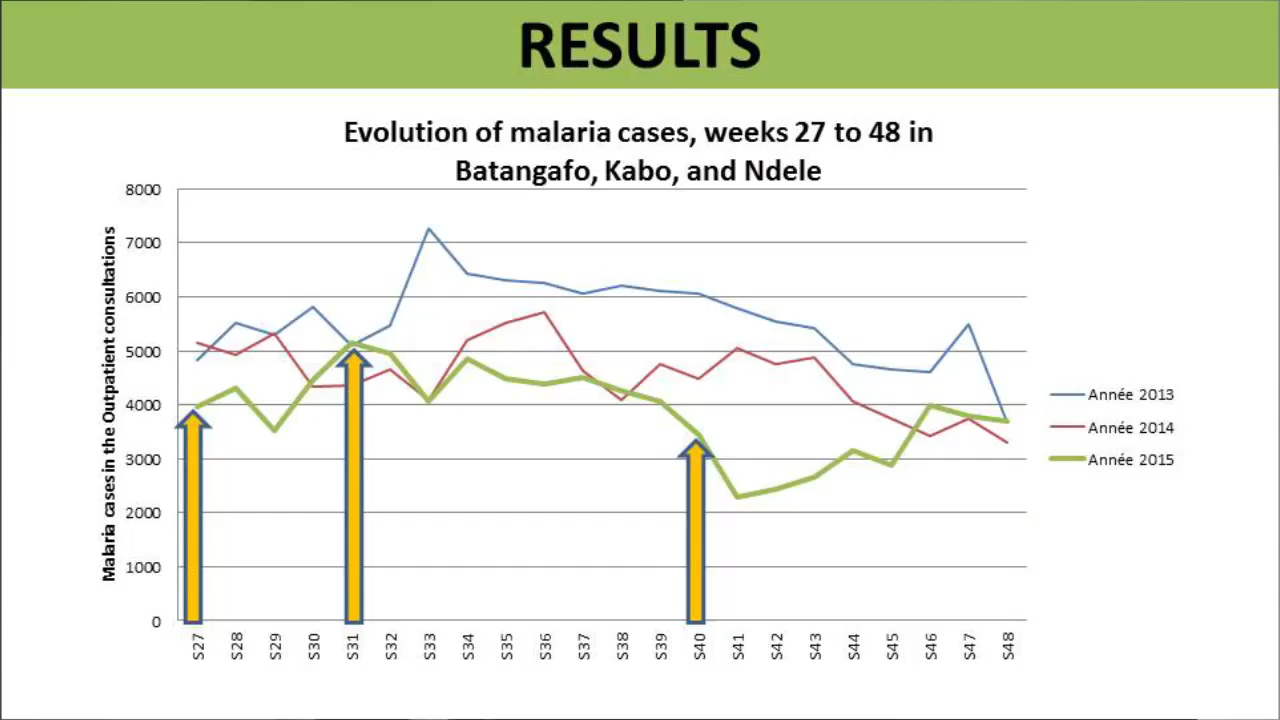 RESULTS
Evolution of malaria cases, weeks 27 to 48 in
Batangafo, Kabo, and Ndele
Malaria cases in the Outpatient consultations
8000
7000
6000
5000
4000
3000
2000
1000
0
S27 S28 S29 S30 S31 S32 S33 S34 S35 S36 S37 S38 S39 S40 S41 S42 S43 S44 S45 S46 S47 S48
Année 2013
Année 2014
Année 2015